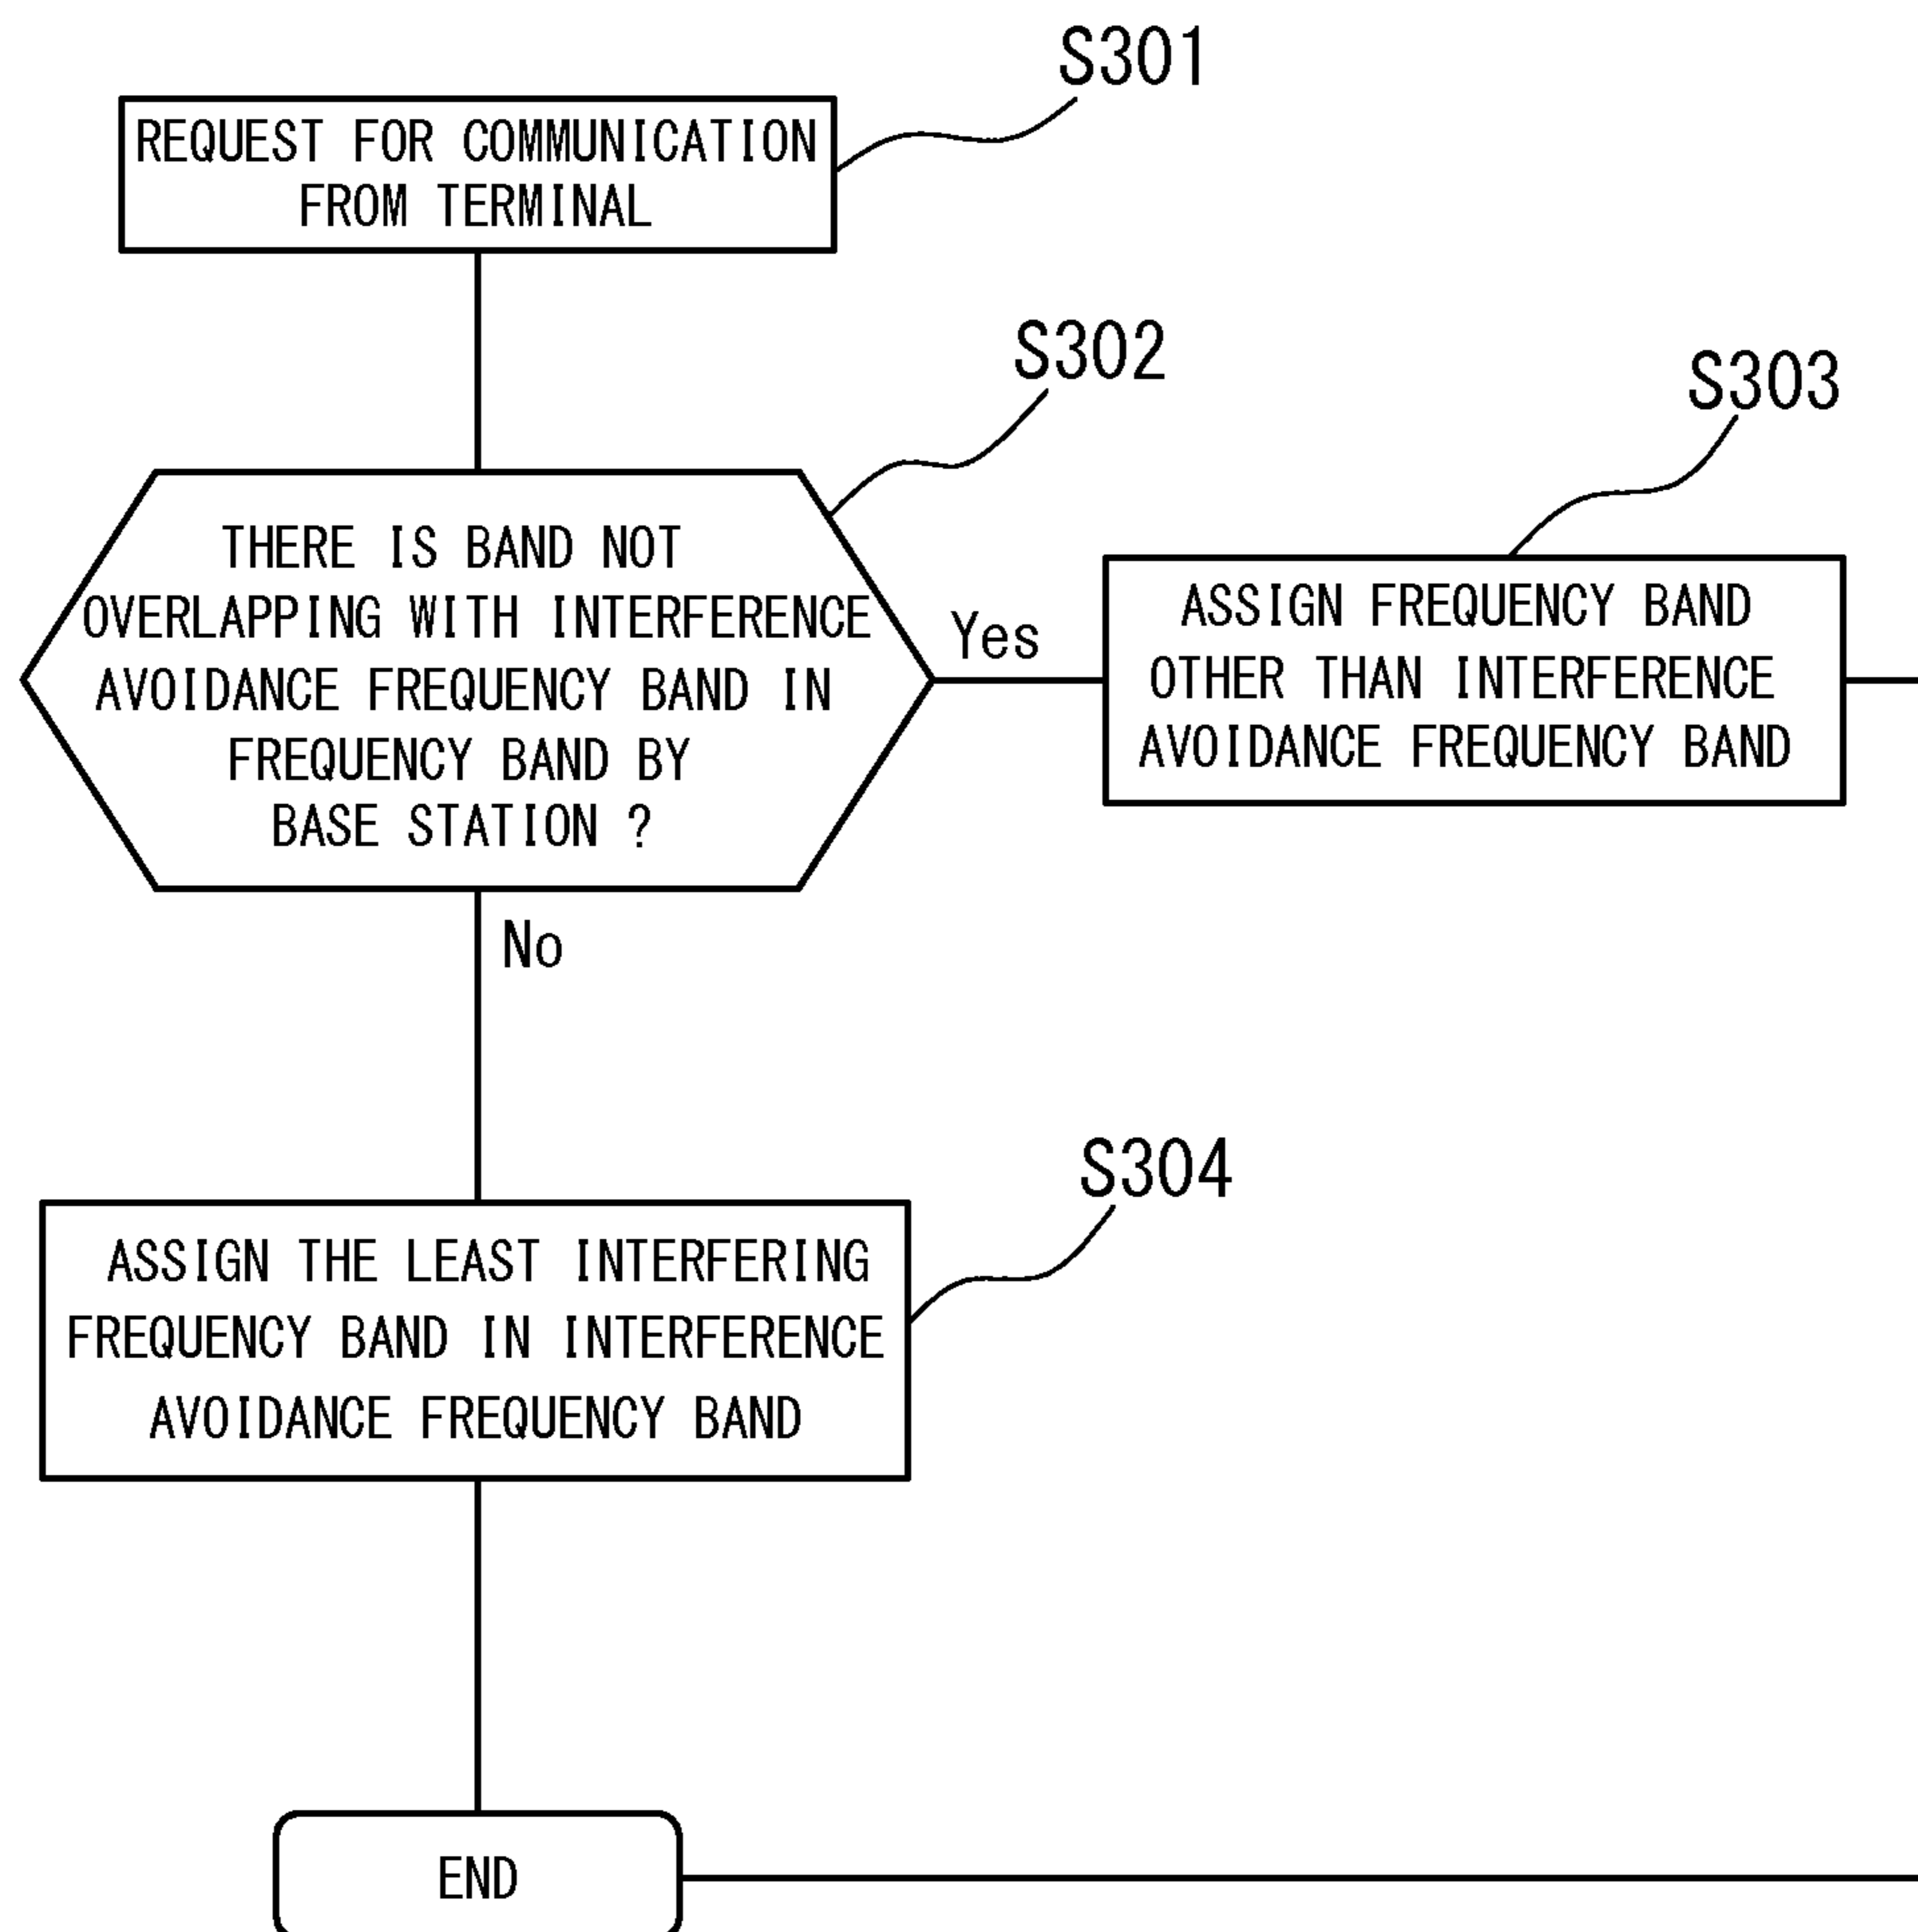 S301
REQUEST FOR COMMUNICATION
FROM TERMINAL
S302
THERE IS BAND NOT
OVERLAPPING WITH INTERFERENCE
AVOIDANCE FREQUENCY BAND IN
FREQUENCY BAND BY
BASE STATION ?
Yes
S303
ASSIGN FREQUENCY BAND
OTHER THAN INTERFERENCE
AVOIDANCE FREQUENCY BAND
No
S304
ASSIGN THE LEAST INTERFERING
FREQUENCY BAND IN INTERFERENCE
AVOIDANCE FREQUENCY BAND
END